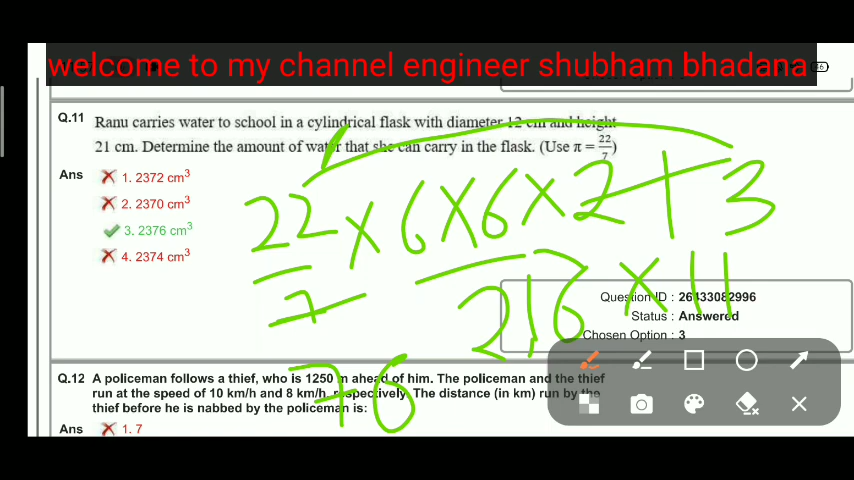 welcome to my channel engineer shubham bhadana
Q.11 Ranu carries water to school in a cylindrical flask with diameter 12 cm and height
21 cm. Determine the amount of water that she can carry in the flask. (Use π = 22/7)
Ans 1. 2372 cm³
2. 2370 cm³
3. 2376 cm³
4. 2374 cm³
22/7 × 6 × 6 × 21 3
216 × 11
76
Question ID : 26433082996
Status : Answered
Chosen Option : 3
Q.12 A policeman follows a thief, who is 1250 m ahead of him. The policeman and the thief
run at the speed of 10 km/h and 8 km/h, respectively. The distance (in km) run by the
thief before he is nabbed by the policeman is:
Ans 1. 7